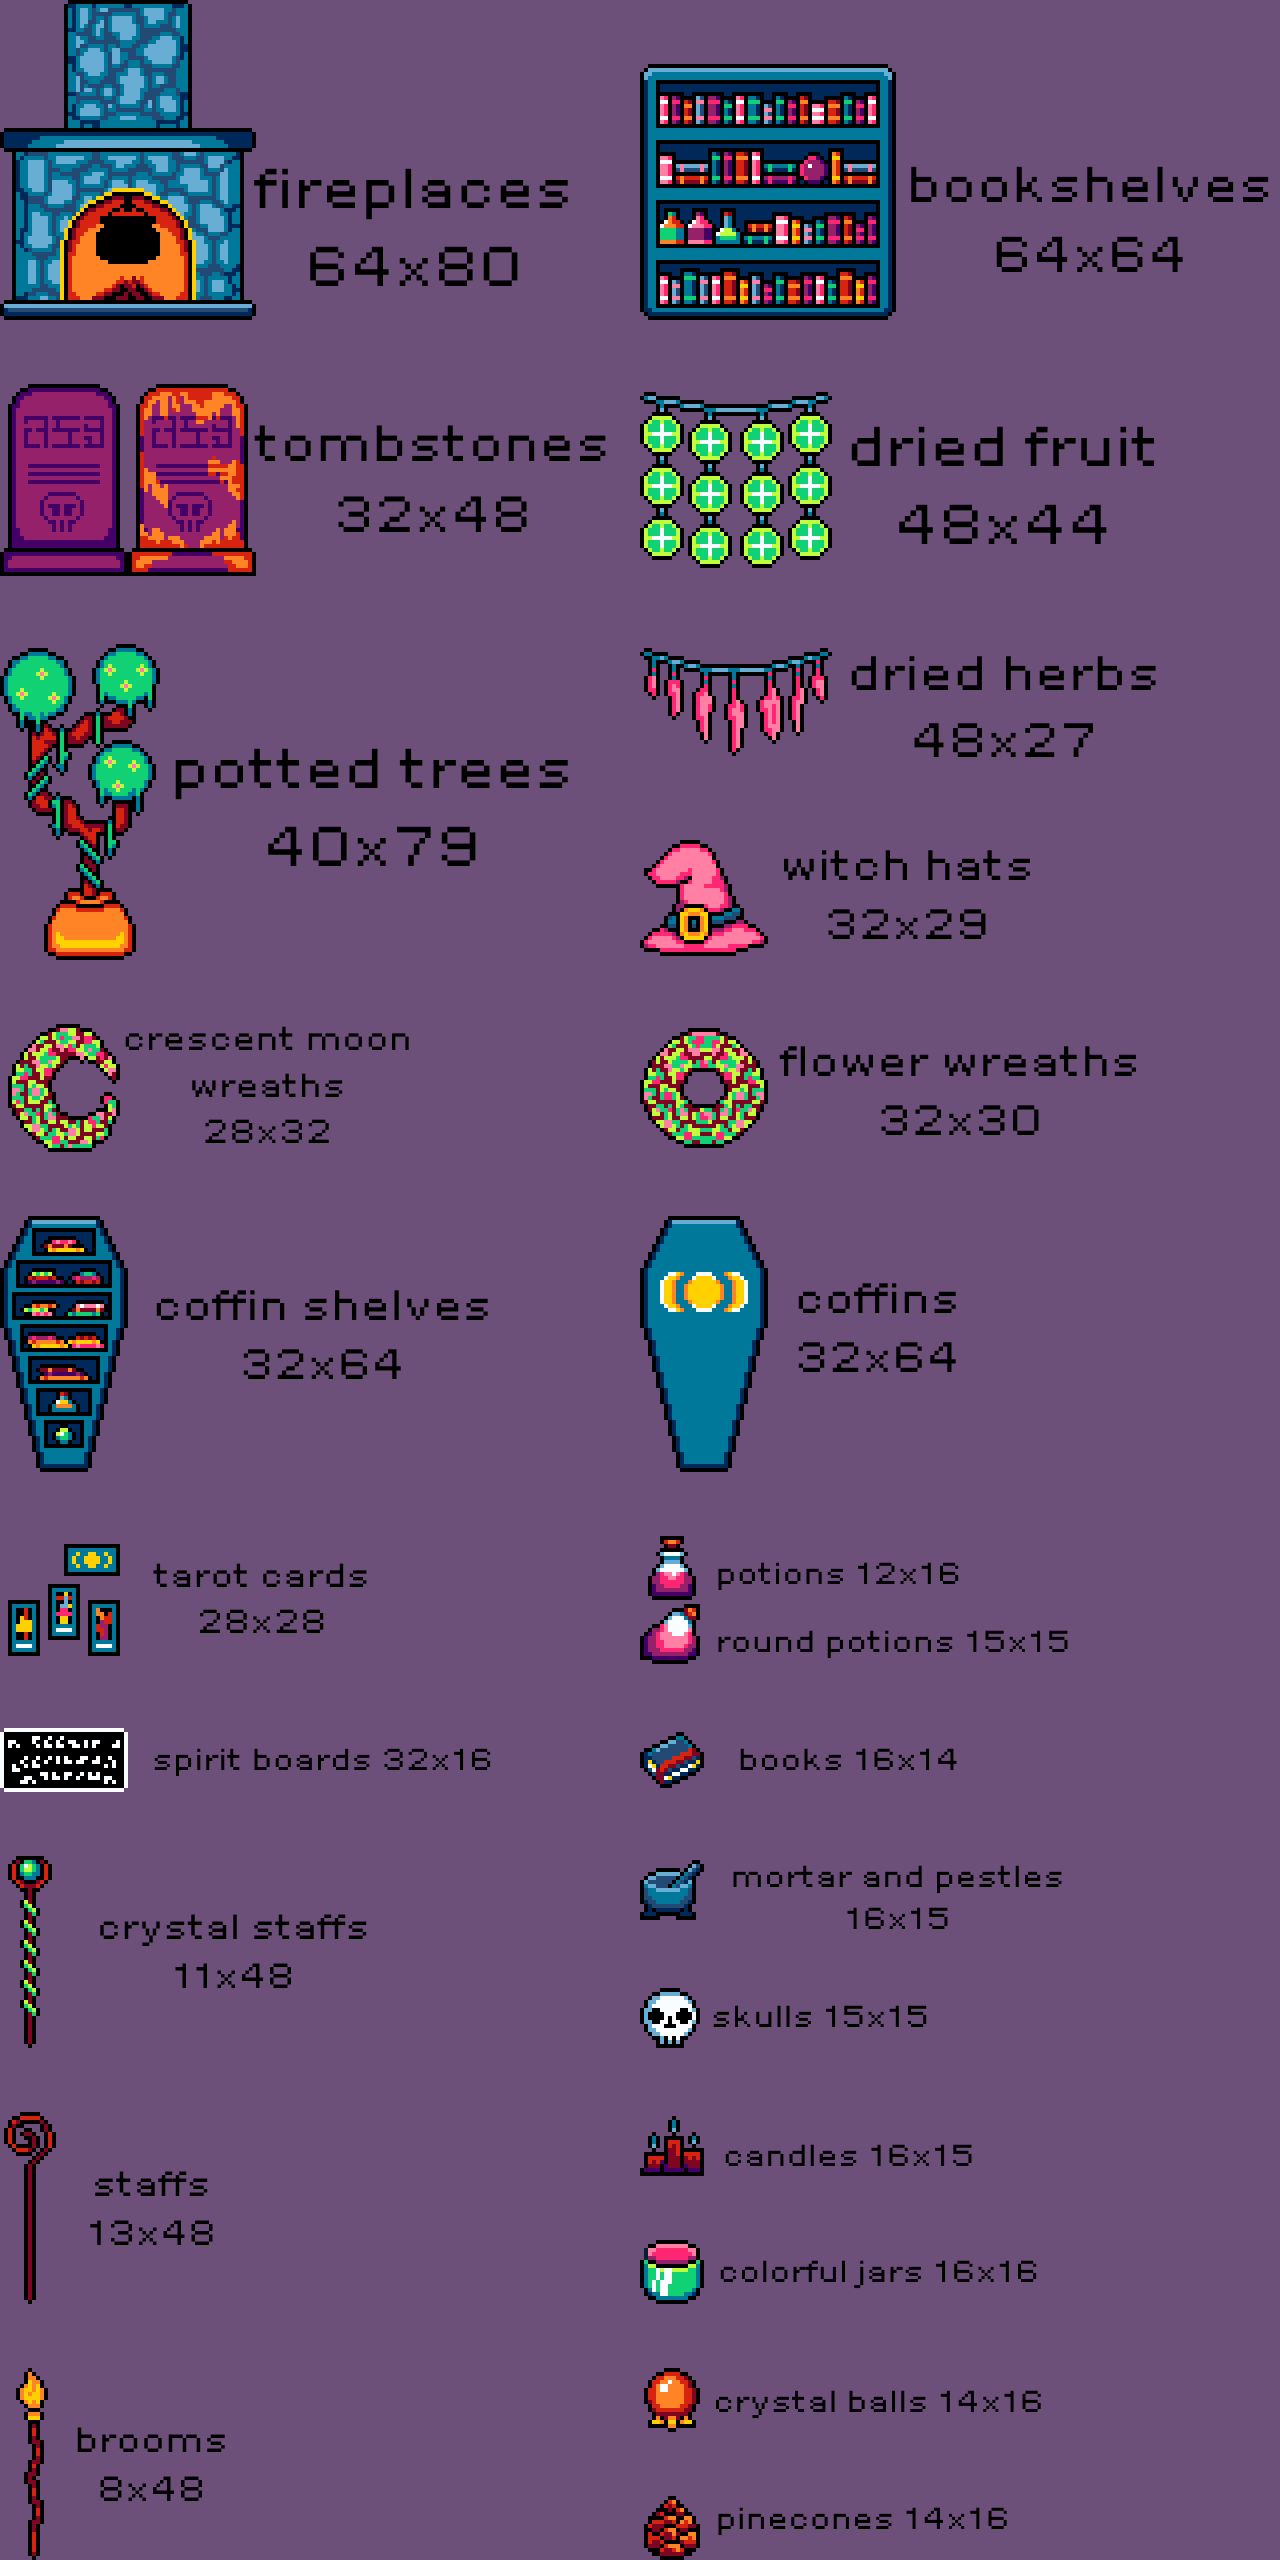 fireplaces
64x80
bookshelves
64x64
tombstones
32x48
dried fruit
48x44
potted trees
40x79
dried herbs
48x27
witch hats
32x29
crescent moon
wreaths
28x32
flower wreaths
32x30
coffin shelves
32x64
coffins
32x64
tarot cards
28x28
potions 12x16
round potions 15x15
spirit boards 32x16
books 16x14
crystal staffs
11x48
mortar and pestles
16x15
skulls 15x15
staffs
13x48
candles 16x15
colorful jars 16x16
brooms
8x48
crystal balls 14x16
pinecones 14x16